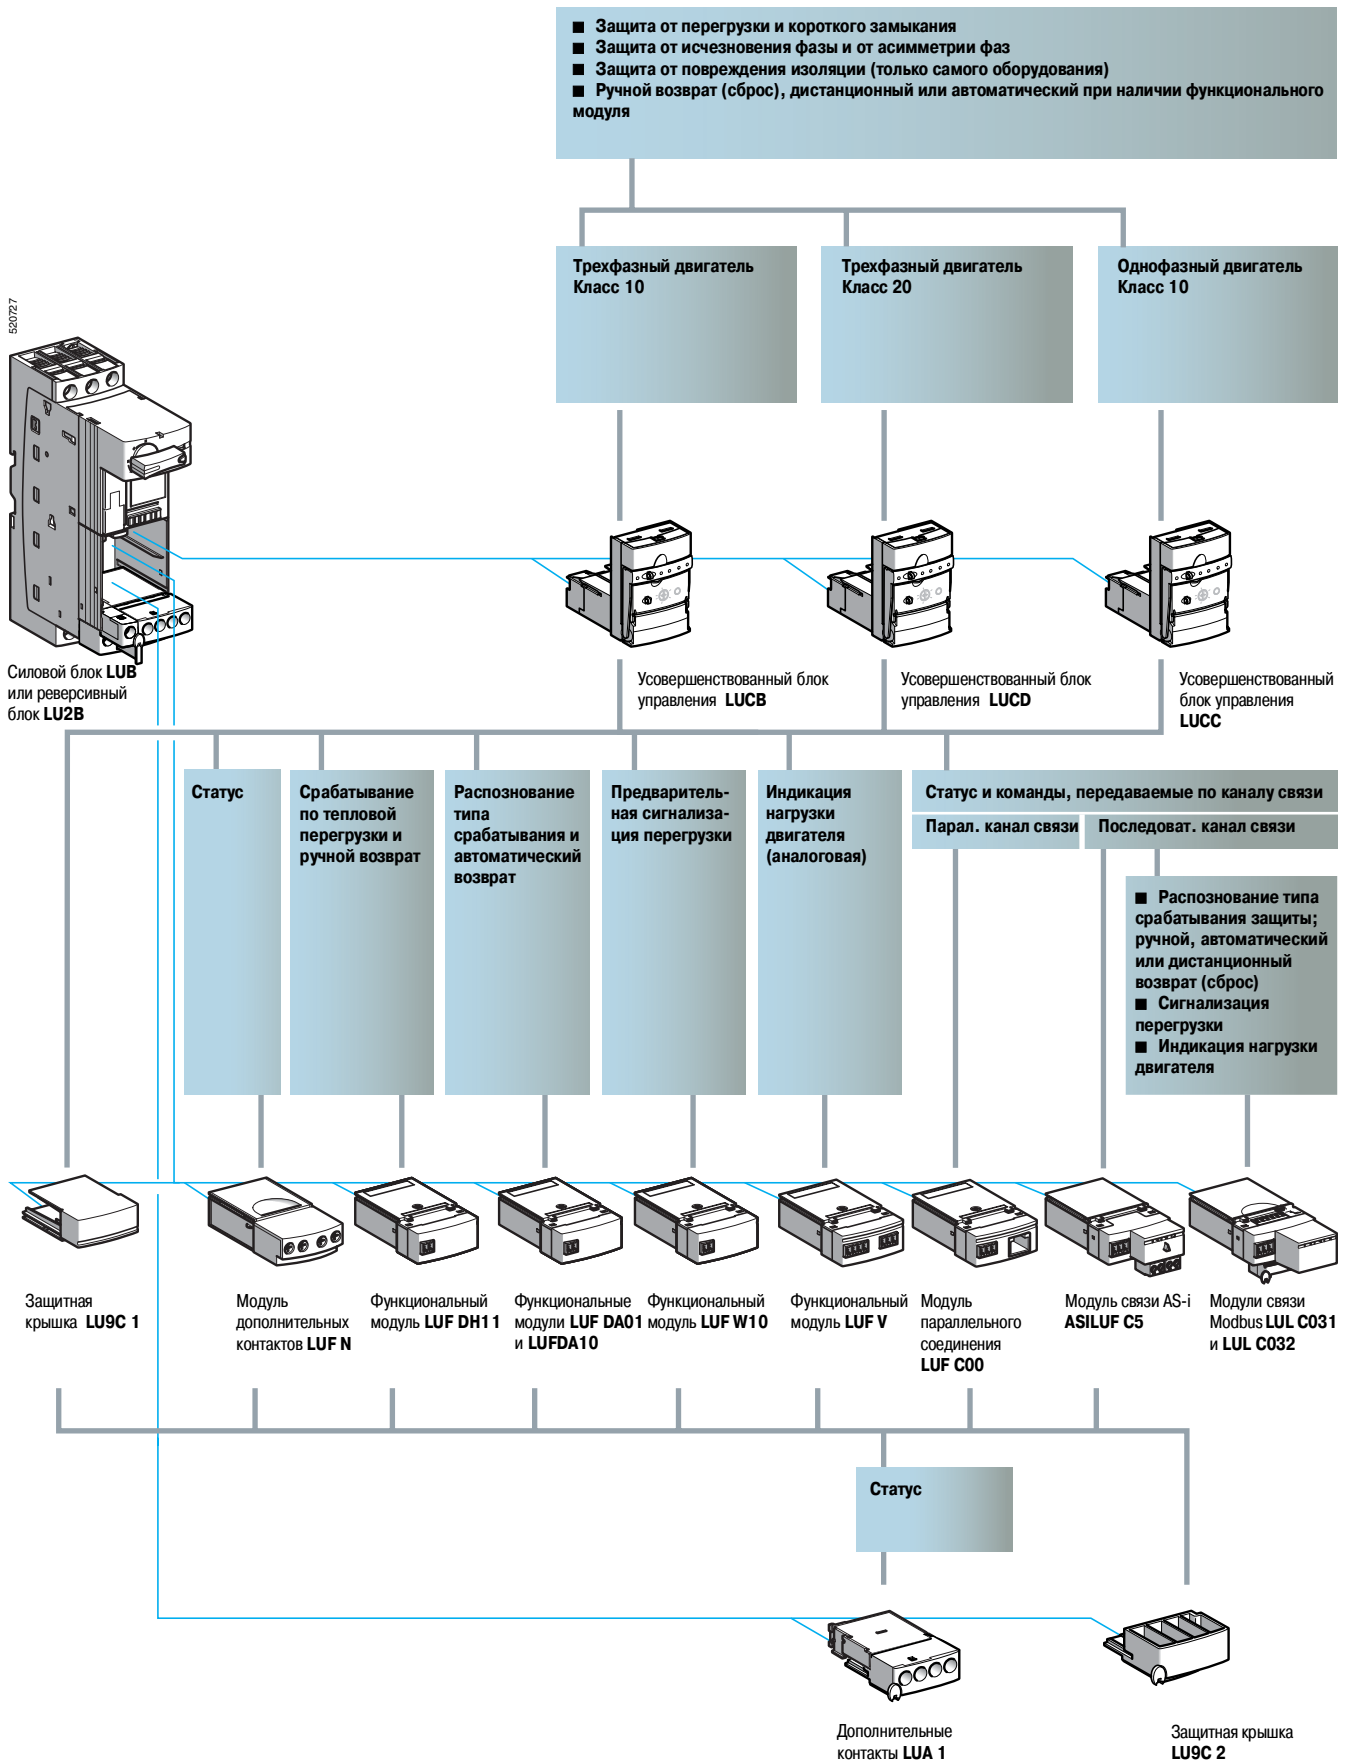 ■ Защита от перегрузки и короткого замыкания
■ Защита от исчезновения фазы и от асимметрии фаз
■ Защита от повреждения изоляции (только самого оборудования)
■ Ручной возврат (сброс), дистанционный или автоматический при наличии функционального
модуля
Трехфазный двигатель
Класс 10
Трехфазный двигатель
Класс 20
Однофазный двигатель
Класс 10
520727
Силовой блок LUB
или реверсивный
блок LU2B
Усовершенствованный блок
управления LUCB
Усовершенствованный блок
управления LUCD
Усовершенствованный
блок управления
LUCC
Статус
Срабатывание
по тепловой
перегрузки и
ручной возврат
Распознование
типа
срабатывания и
автоматический
возврат
Предваритель-
ная сигнализа-
ция перегрузки
Индикация
нагрузки
двигателя
(аналоговая)
Статус и команды, передаваемые по каналу связи
Парал. канал связи
Последоват. канал связи
■ Распознование типа
срабатывания защиты;
ручной, автоматический
или дистанционный
возврат (сброс)
■ Сигнализация
перегрузки
■ Индикация нагрузки
двигателя
Защитная
крышка LU9C 1
Модуль
дополнительных
контактов LUF N
Функциональный
модуль LUF DH11
Функциональные
модули LUF DA01
и LUFDA10
Функциональный
модуль LUF W10
Функциональный
модуль LUF V
Модуль
параллельного
соединения
LUF C00
Модуль связи AS-i
ASILUF C5
Модули связи
Modbus LUL C031
и LUL C032
Статус
Дополнительные
контакты LUA 1
Защитная крышка
LU9C 2